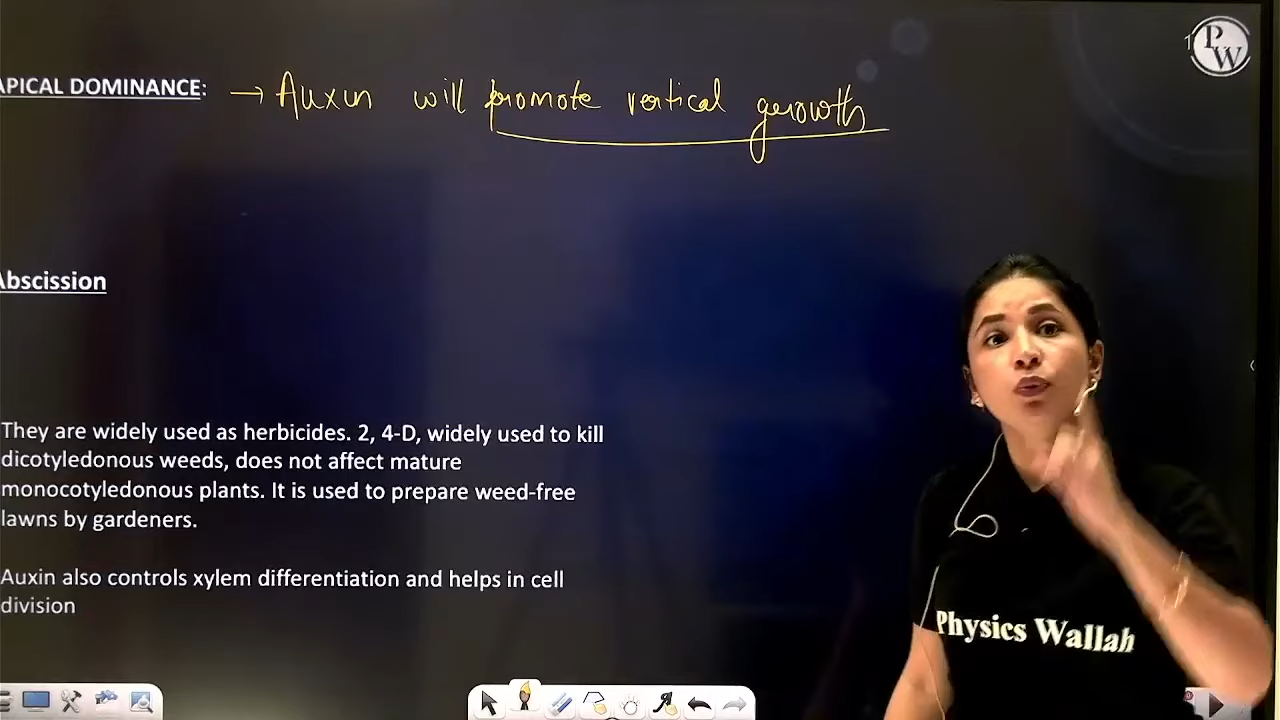 APICAL DOMINANCE: → Auxin will promote vertical growth
Abscission
They are widely used as herbicides. 2, 4-D, widely used to kill
dicotyledonous weeds, does not affect mature
monocotyledonous plants. It is used to prepare weed-free
lawns by gardeners.
Auxin also controls xylem differentiation and helps in cell
division
PW
Physics Wallah